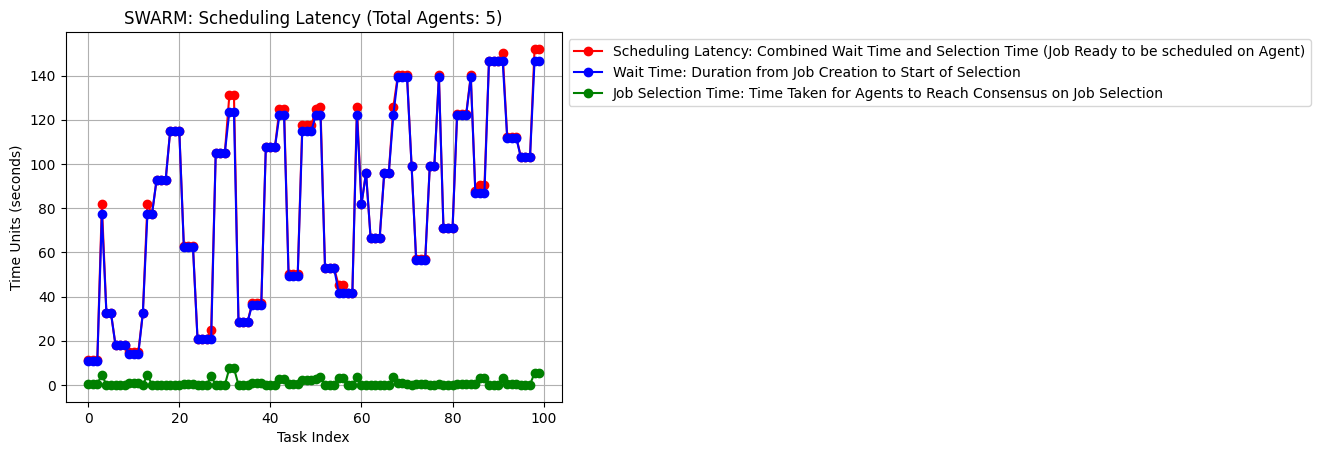 SWARM: Scheduling Latency (Total Agents: 5)
Scheduling Latency: Combined Wait Time and Selection Time (Job Ready to be scheduled on Agent)
Wait Time: Duration from Job Creation to Start of Selection
Job Selection Time: Time Taken for Agents to Reach Consensus on Job Selection
Time Units (seconds)
140
120
100
80
60
40
20
0
0 20 40 60 80 100
Task Index